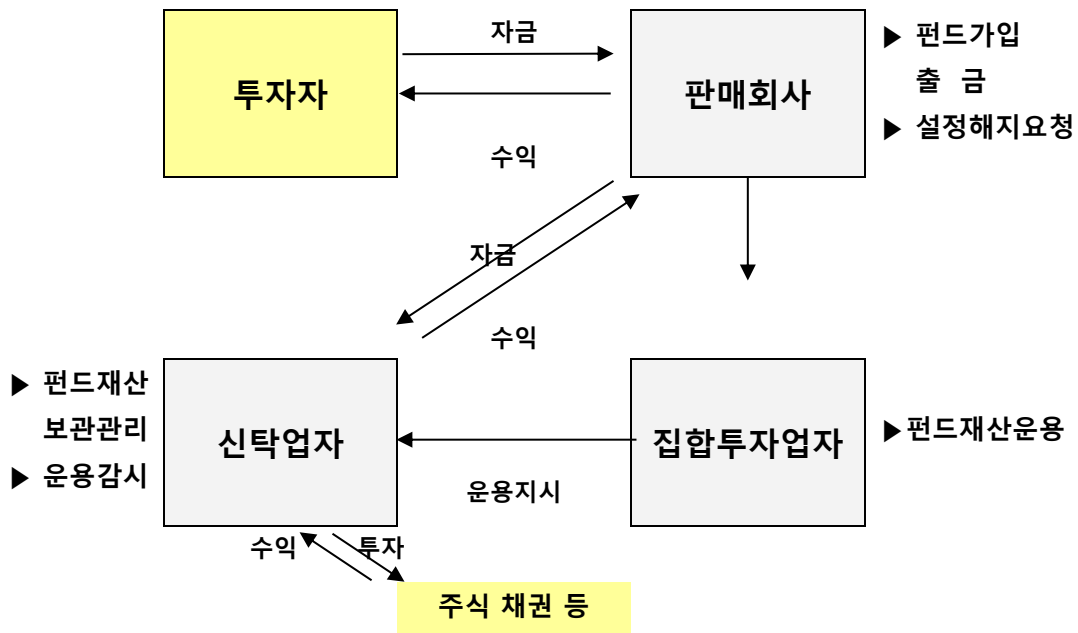 자금
투자자
판매회사
▶ 펀드가입
출 금
▶ 설정해지요청
수익
자금
수익
▶ 펀드재산
보관관리
▶ 운용감시
신탁업자
집합투자업자
▶펀드재산운용
운용지시
수익
투자
주식 채권 등